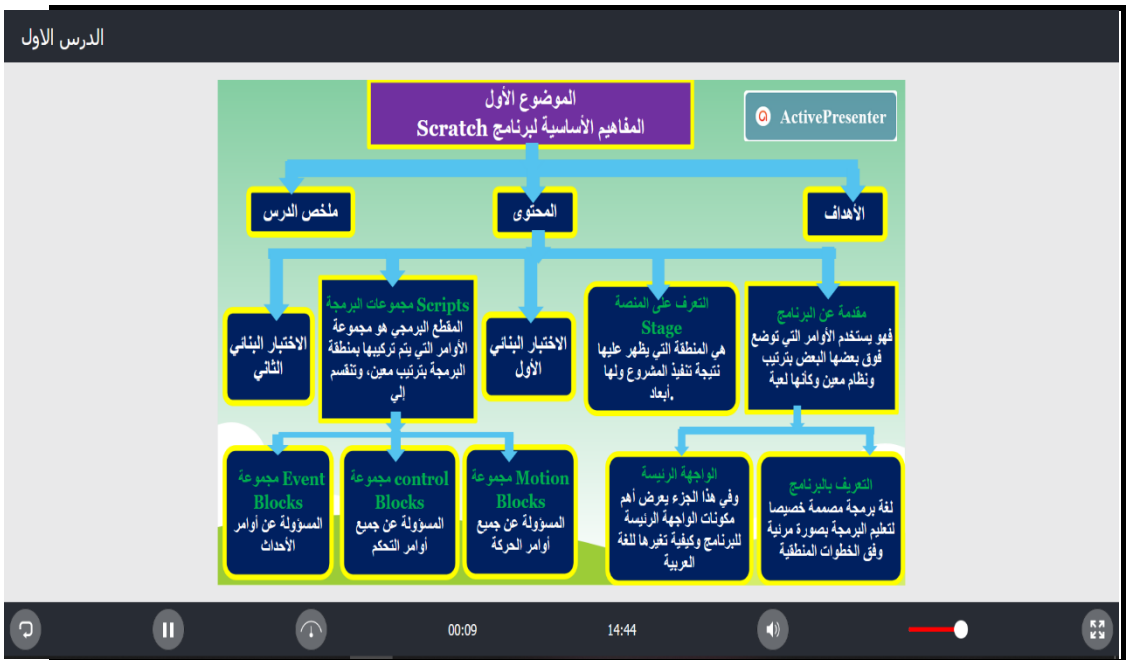 الدرس الاول
الموضوع الأول
المفاهيم الأساسية لبرنامج Scratch
ActivePresenter
الأهداف
المحتوى
ملخص الدرس
مقدمة عن البرنامج
فهو يستخدم الأوامر التي توضع
فوق بعضها البعض بترتيب
ونظام معين وكأنها لعبة
التعرف على المنصة
Stage
هي المنطقة التي يظهر عليها
نتيجة تنفيذ المشروع ولها
أبعاد.
الاختبار البنائي
الأول
Scripts مجموعات البرمجة
المقطع البرمجي هو مجموعة
الأوامر التي يتم تركيبها بمنطقة
البرمجة بترتيب معين، وتنقسم
إلي
الاختبار البنائي
الثاني
التعريف بالبرنامج
لغة برمجة مصممة خصيصا
لتعليم البرمجة بصورة مرئية
وفق الخطوات المنطقية
الواجهة الرئيسة
وفي هذا الجزء يعرض أهم
مكونات الواجهة الرئيسة
للبرنامج وكيفية تغيرها للغة
العربية
Motion مجموعة
Blocks
المسؤولة عن جميع
أوامر الحركة
control مجموعة
Blocks
المسؤولة عن جميع
أوامر التحكم
Event مجموعة
Blocks
المسؤولة عن أوامر
الأحداث
00:09
14:44